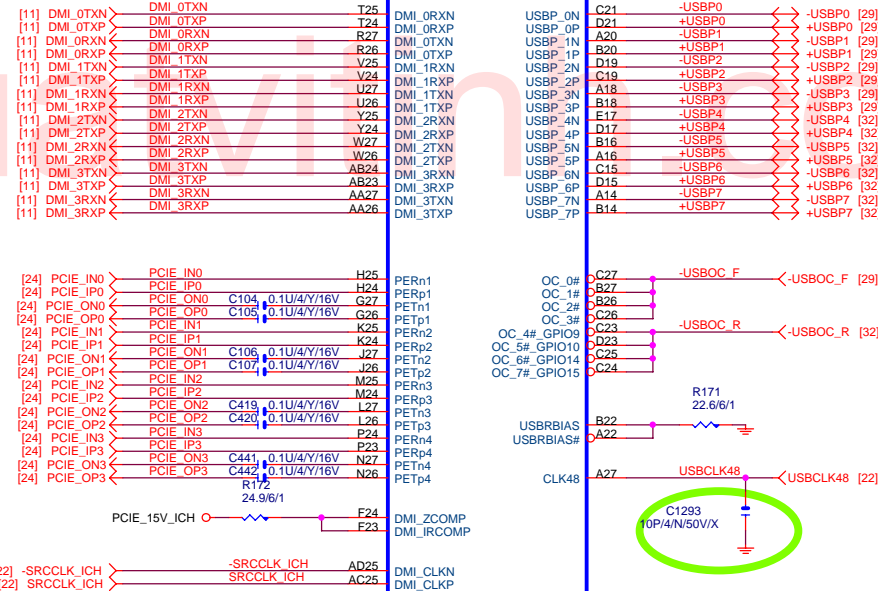 [11] DMI_0TXN DMI_0TXN T25 DMI_0RXN USBP_0N C21 -USBP0 -USBP0 [29]
[11] DMI_0TXP DMI_0TXP T24 DMI_0RXP USBP_0P D21 +USBP0 +USBP0 [29]
[11] DMI_0RXN DMI_0RXN R27 DMI_0TXN USBP_1N A20 -USBP1 -USBP1 [29]
[11] DMI_0RXP DMI_0RXP R26 DMI_0TXP USBP_1P B20 +USBP1 +USBP1 [29]
[11] DMI_1TXN DMI_1TXN V25 DMI_1RXN USBP_2N D19 -USBP2 -USBP2 [29]
[11] DMI_1TXP DMI_1TXP V24 DMI_1RXP USBP_2P C19 +USBP2 +USBP2 [29]
[11] DMI_1RXN DMI_1RXN U27 DMI_1TXN USBP_3N A18 -USBP3 -USBP3 [29]
[11] DMI_1RXP DMI_1RXP U26 DMI_1TXP USBP_3P B18 +USBP3 +USBP3 [29]
[11] DMI_2TXN DMI_2TXN Y25 DMI_2RXN USBP_4N E17 -USBP4 -USBP4 [32]
[11] DMI_2TXP DMI_2TXP Y24 DMI_2RXP USBP_4P D17 +USBP4 +USBP4 [32
[11] DMI_2RXN DMI_2RXN W27 DMI_2TXN USBP_5N B16 -USBP5 -USBP5 [32]
[11] DMI_2RXP DMI_2RXP W26 DMI_2TXP USBP_5P A16 +USBP5 +USBP5 [32
[11] DMI_3TXN DMI_3TXN AB24 DMI_3RXN USBP_6N C15 -USBP6 -USBP6 [32]
[11] DMI_3TXP DMI_3TXP AB23 DMI_3RXP USBP_6P D15 +USBP6 +USBP6 [32
[11] DMI_3RXN DMI_3RXN AA27 DMI_3TXN USBP_7N A14 -USBP7 -USBP7 [32]
[11] DMI_3RXP DMI_3RXP AA26 DMI_3TXP USBP_7P B14 +USBP7 +USBP7 [32
[24] PCIE_IN0 PCIE_IN0 H25 PERn1 OC_0# C27 -USBOC_F -USBOC_F [29]
[24] PCIE_IP0 PCIE_IP0 H24 PERp1 OC_1# B27
[24] PCIE_ON0 PCIE_ON0 C104 0.1U/4/Y/16V G27 PETn1 OC_2# B26
[24] PCIE_OP0 PCIE_OP0 C105 0.1U/4/Y/16V G26 PETp1 OC_3# C26
[24] PCIE_IN1 PCIE_IN1 K25 PERn2 OC_4#_GPIO9 C23 -USBOC_R -USBOC_R [32]
[24] PCIE_IP1 PCIE_IP1 K24 PERp2 OC_5#_GPIO10 D23
[24] PCIE_ON1 PCIE_ON1 C106 0.1U/4/Y/16V J27 PETn2 OC_6#_GPIO14 C25
[24] PCIE_OP1 PCIE_OP1 C107 0.1U/4/Y/16V J26 PETp2 OC_7#_GPIO15 C24
[24] PCIE_IN2 PCIE_IN2 M25 PERn3
[24] PCIE_IP2 PCIE_IP2 M24 PERp3 R171
[24] PCIE_ON2 PCIE_ON2 C419 0.1U/4/Y/16V L27 PETn3 22.6/6/1
[24] PCIE_OP2 PCIE_OP2 C420 0.1U/4/Y/16V L26 PETp3 USBRBIAS B22
[24] PCIE_IN3 PCIE_IN3 P24 PERn4 USBRBIAS# A22
[24] PCIE_IP3 PCIE_IP3 P23 PERp4
[24] PCIE_ON3 PCIE_ON3 C441 0.1U/4/Y/16V N27 PETn4
[24] PCIE_OP3 PCIE_OP3 C442 0.1U/4/Y/16V N26 PETp4 CLK48 A27 USBCLK48 USBCLK48 [22]
R172
24.9/6/1
PCIE_15V_ICH F24 DMI_ZCOMP C1293
F23 DMI_IRCOMP 10P/4/N/50V/X
22] -SRCCLK_ICH -SRCCLK_ICH AD25 DMI_CLKN
[22] SRCCLK_ICH SRCCLK_ICH AC25 DMI_CLKP